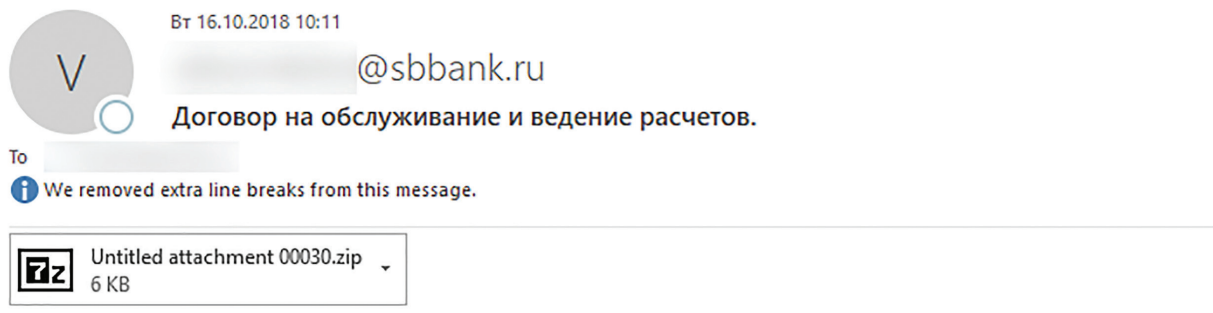 Вт 16.10.2018 10:11
V
@sbbank.ru
Договор на обслуживание и ведение расчетов.
To
We removed extra line breaks from this message.
Untitled attachment 00030.zip
6 KB